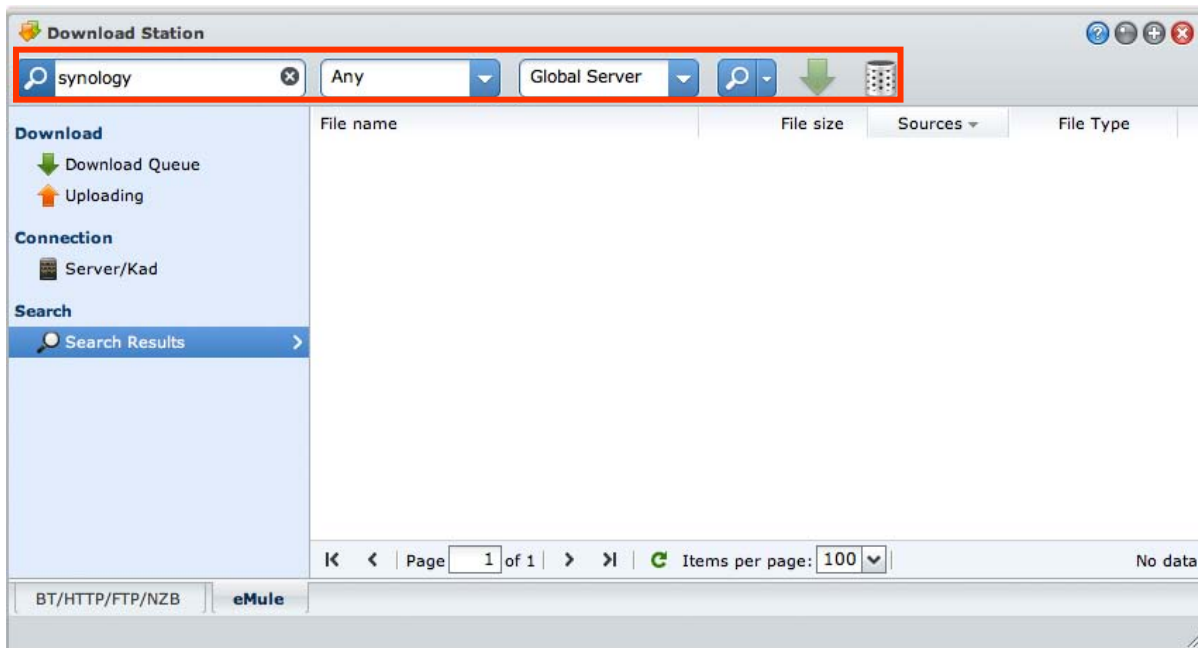 Download Station
synology Any Global Server
Download
Download Queue
Uploading
Connection
Server/Kad
Search
Search Results
File name File size Sources File Type
Page 1 of 1 Items per page: 100 No data
BT/HTTP/FTP/NZB eMule